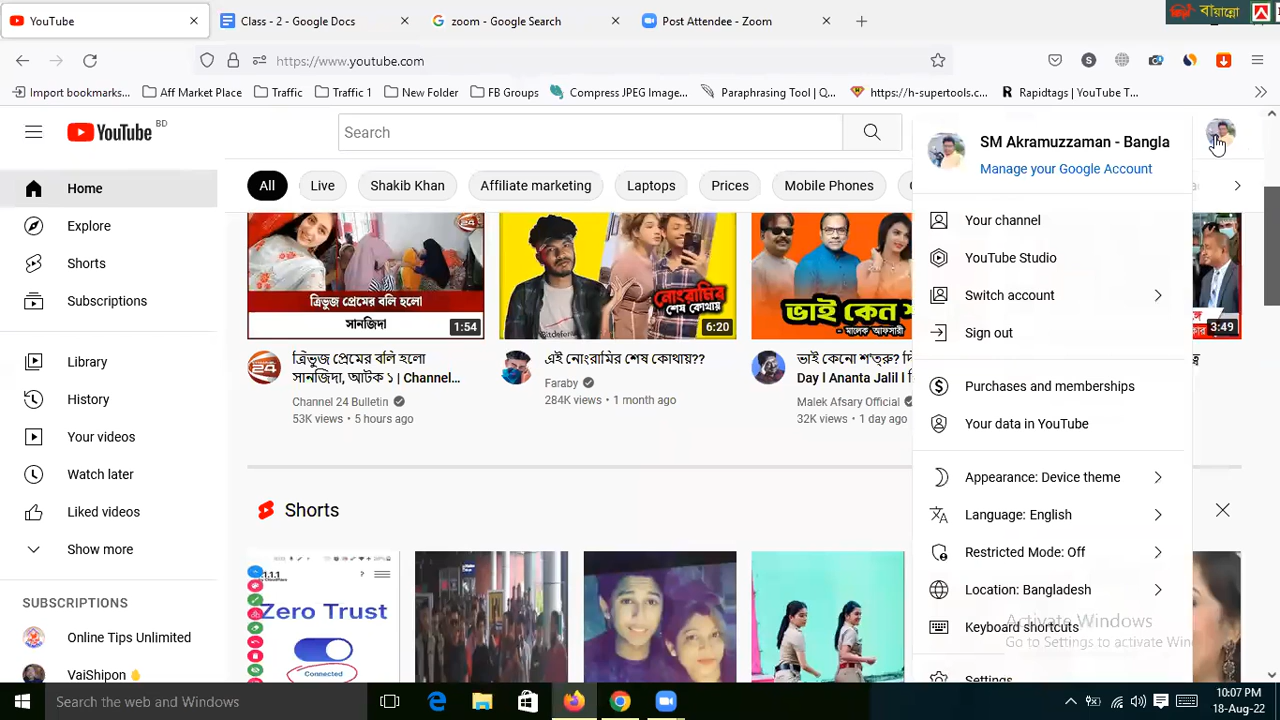 YouTube
Class - 2 - Google Docs
zoom - Google Search
Post Attendee - Zoom
বায়ান্নো
https://www.youtube.com
Import bookmarks...
Aff Market Place
Traffic
Traffic 1
New Folder
FB Groups
Compress JPEG Image...
Paraphrasing Tool | Q...
https://h-supertools.c...
Rapidtags | YouTube T...
YouTube BD
Search
SM Akramuzzaman - Bangla
Manage your Google Account
Home
Explore
Shorts
Subscriptions
Library
History
Your videos
Watch later
Liked videos
Show more
SUBSCRIPTIONS
Online Tips Unlimited
VaiShipon
All
Live
Shakib Khan
Affiliate marketing
Laptops
Prices
Mobile Phones
ত্রিভুজ প্রেমের বলি হলো
সানজিদা
1:54
নোংরামির
শেষ কোথায়
6:20
ভাই কেন শ
- মালেক আফসারী
3:49
ত্রিভুজ প্রেমের বলি হলো
সানজিদা, আটক ১ | Channel...
Channel 24 Bulletin
53K views • 5 hours ago
এই নোংরামির শেষ কোথায়??
Faraby
284K views • 1 month ago
ভাই কেনো শ'ত্রু? দি
Day l Ananta Jalil l
Malek Afsary Official
32K views • 1 day ago
Shorts
1.1.1
Zero Trust
Connected
Your channel
YouTube Studio
Switch account
Sign out
Purchases and memberships
Your data in YouTube
Appearance: Device theme
Language: English
Restricted Mode: Off
Location: Bangladesh
Keyboard shortcuts
Settings
Activate Windows
Go to Settings to activate Win
Search the web and Windows
10:07 PM
18-Aug-22